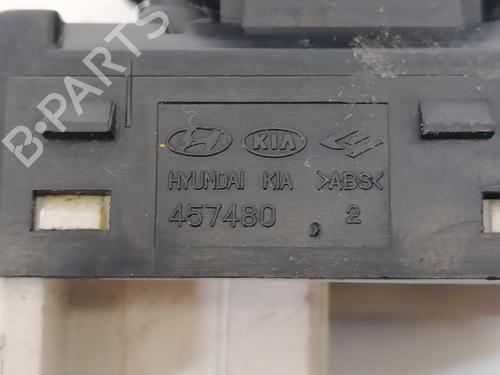 B-PARTS
KIA
HYUNDAI KIA >ABS<
457480 2